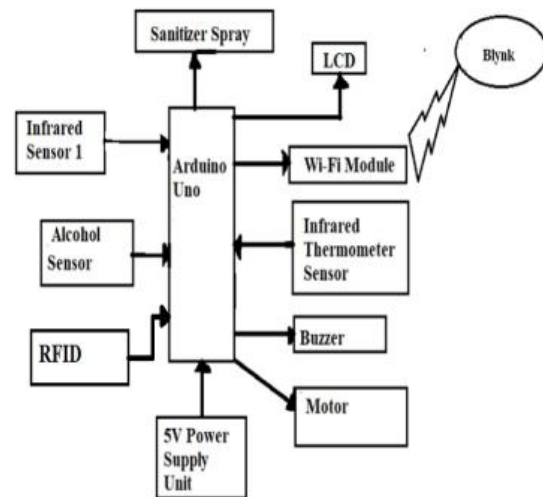 Sanitizer Spray
LCD
Blynk
Infrared
Sensor 1
Arduino
Uno
Wi-Fi Module
Alcohol
Sensor
Infrared
Thermometer
Sensor
RFID
Buzzer
Motor
5V Power
Supply
Unit